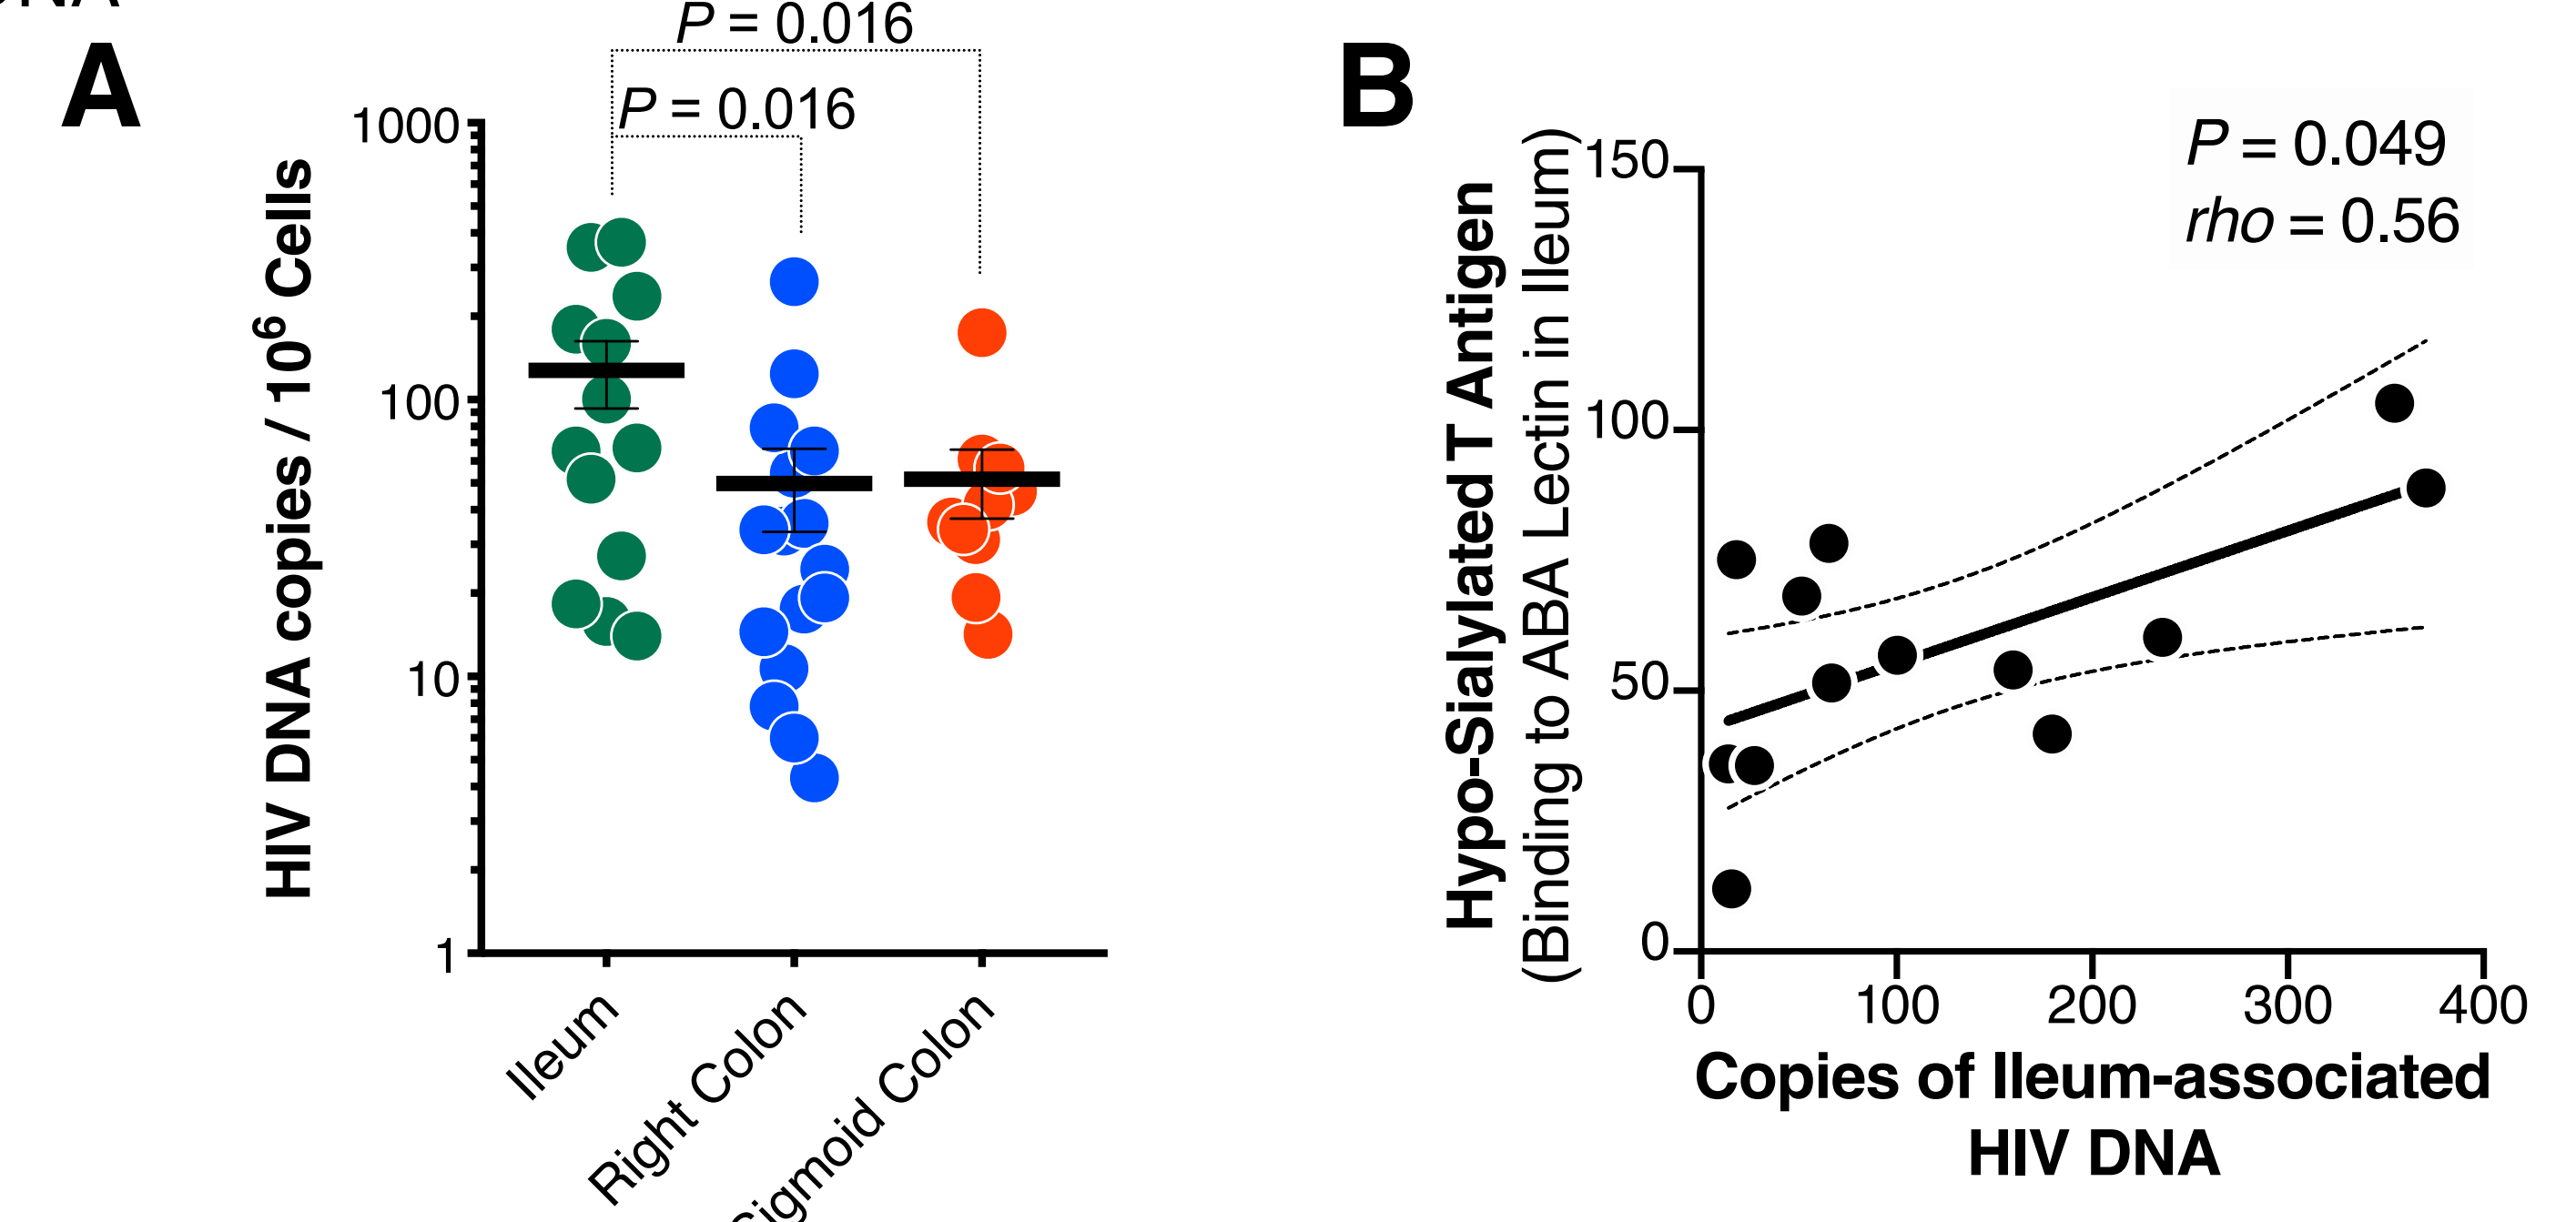 A
P = 0.016
P = 0.016
HIV DNA copies / 10⁶ Cells
1000
100
10
1
Ileum
Right Colon
Sigmoid Colon
B
P = 0.049
rho = 0.56
Hypo-Sialylated T Antigen
(Binding to ABA Lectin in Ileum)
150
100
50
0
0 100 200 300 400
Copies of Ileum-associated
HIV DNA